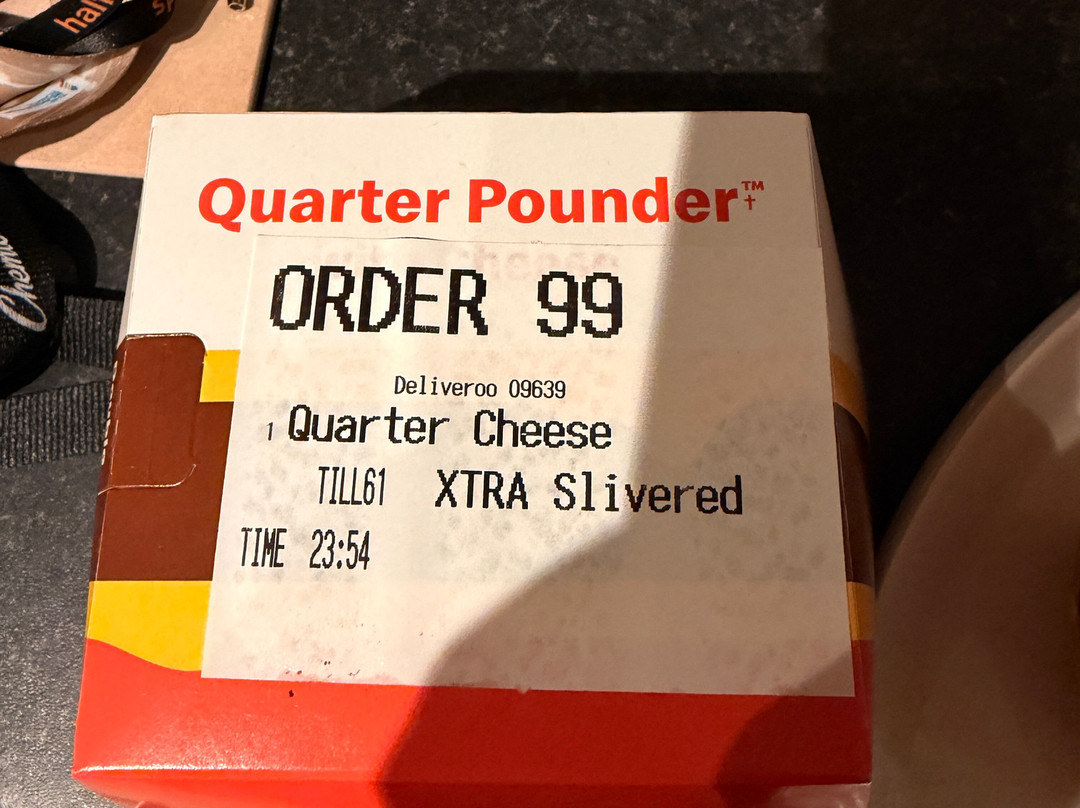 Quarter Pounder™†
ORDER 99
Deliveroo 09639
1 Quarter Cheese
TILL61 XTRA Slivered
TIME 23:54